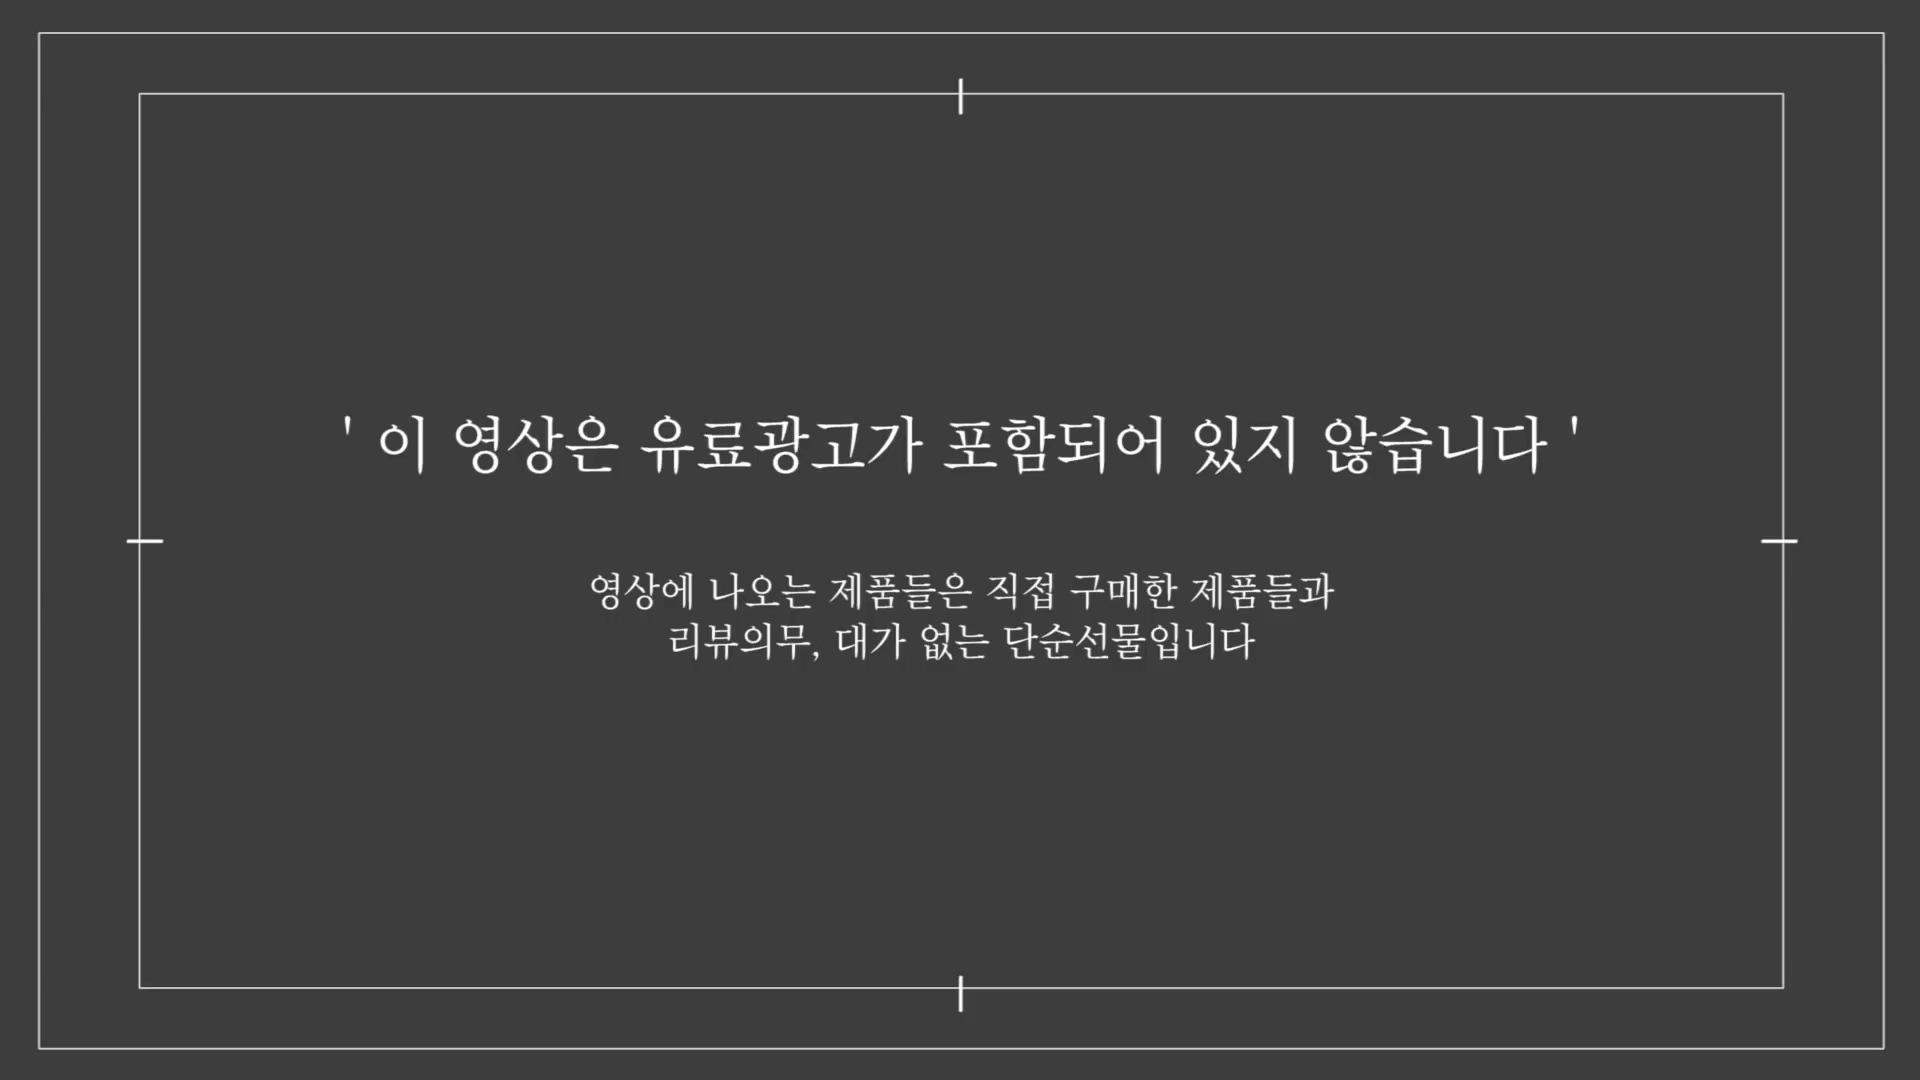 ' 이 영상은 유료광고가 포함되어 있지 않습니다 '
영상에 나오는 제품들은 직접 구매한 제품들과
리뷰의무, 대가 없는 단순선물입니다